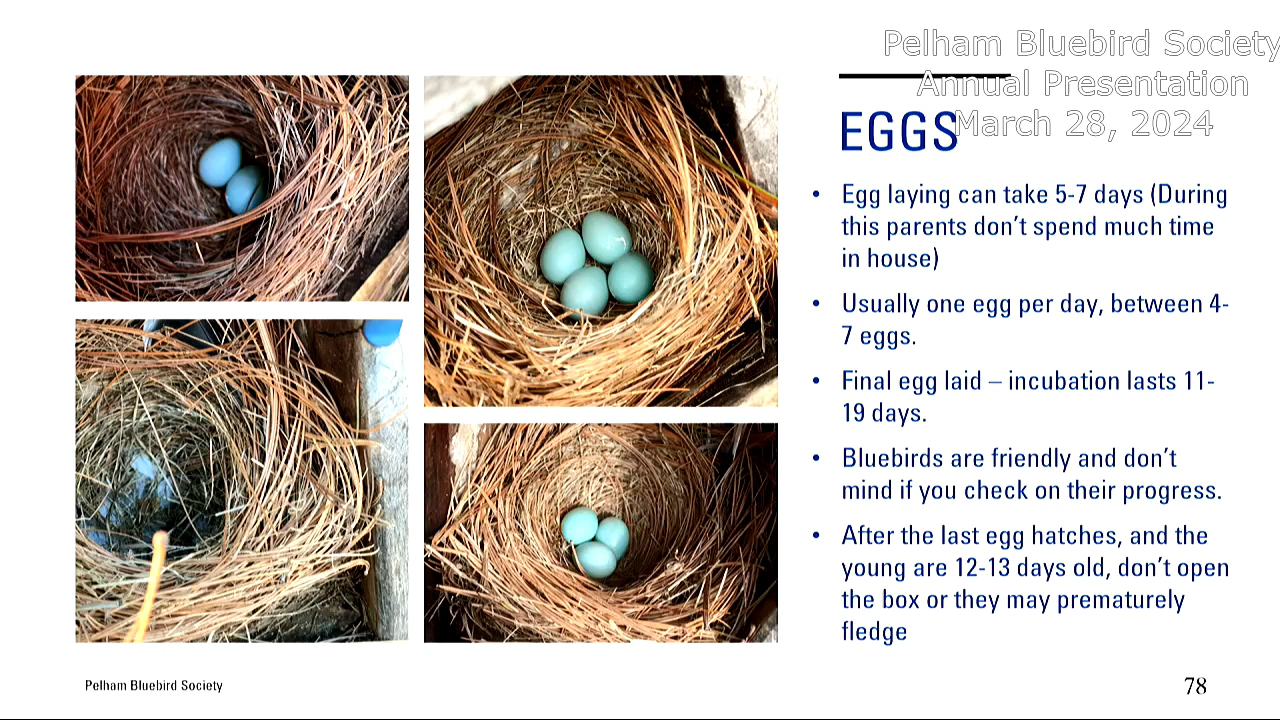 Pelham Bluebird Society
Annual Presentation
March 28, 2024
EGGS
• Egg laying can take 5-7 days (During
this parents don't spend much time
in house)
• Usually one egg per day, between 4-
7 eggs.
• Final egg laid – incubation lasts 11-
19 days.
• Bluebirds are friendly and don't
mind if you check on their progress.
• After the last egg hatches, and the
young are 12-13 days old, don't open
the box or they may prematurely
fledge
Pelham Bluebird Society
78